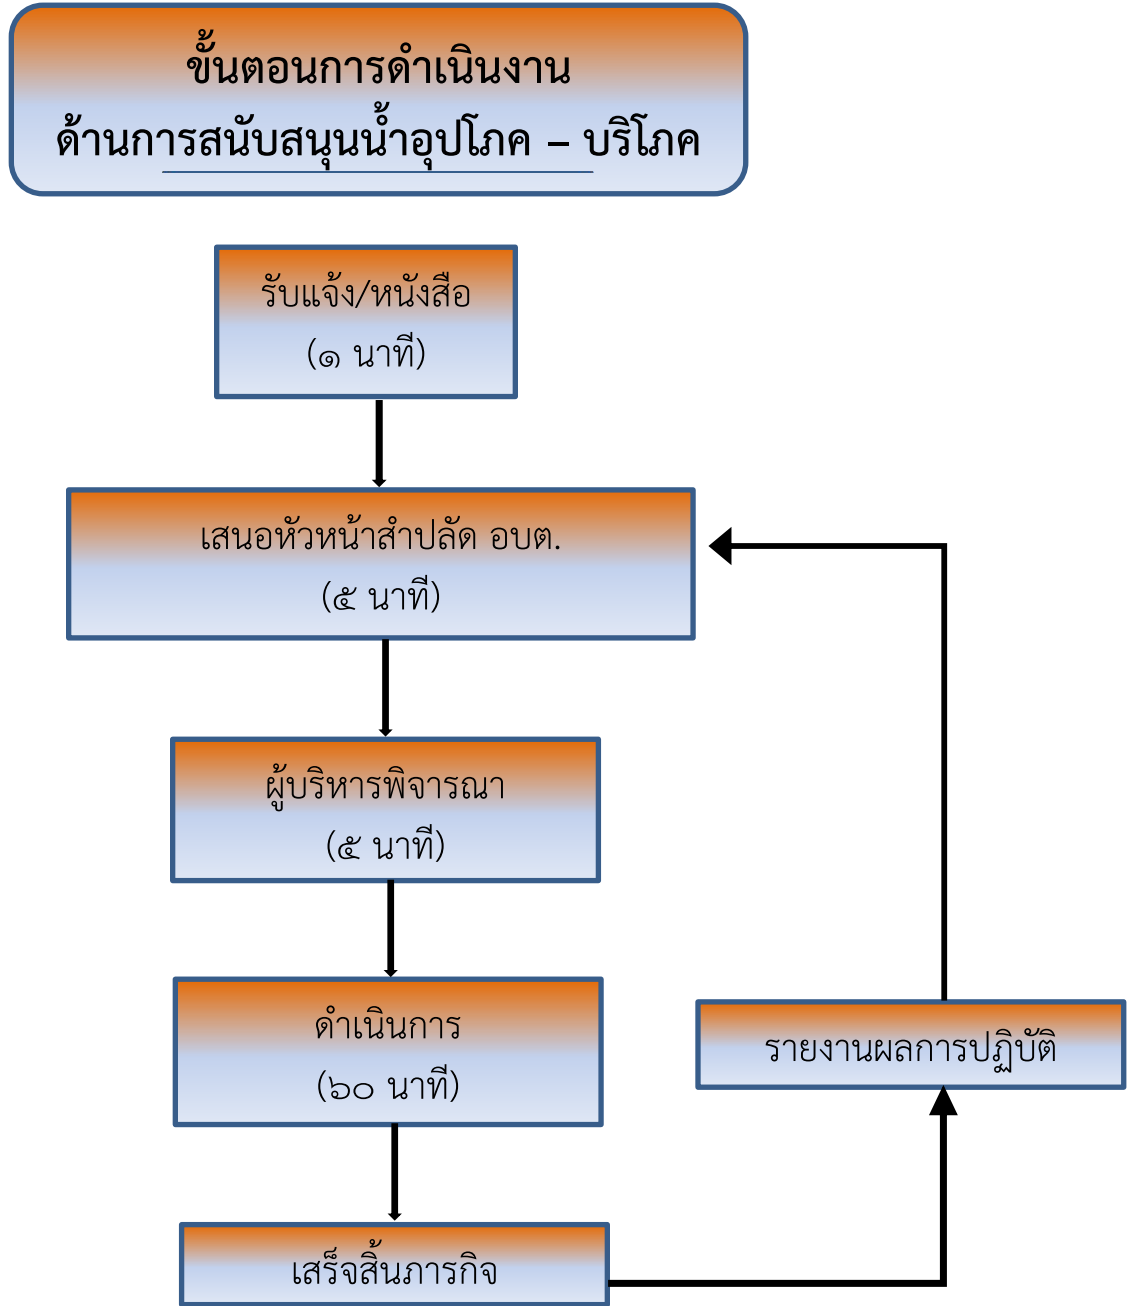 ขั้นตอนการดำเนินงาน
ด้านการสนับสนุนน้ำอุปโภค – บริโภค
รับแจ้ง/หนังสือ
(๑ นาที)
เสนอหัวหน้าสำปลัด อบต.
(๕ นาที)
ผู้บริหารพิจารณา
(๕ นาที)
ดำเนินการ
(๖๐ นาที)
รายงานผลการปฏิบัติ
เสร็จสิ้นภารกิจ